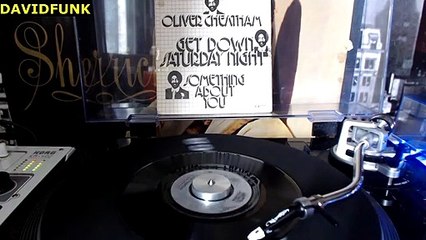 DAVIDFUNK
OLIVER CHEATHAM
GET DOWN
SATURDAY NIGHT
SOMETHING
ABOUT
YOU